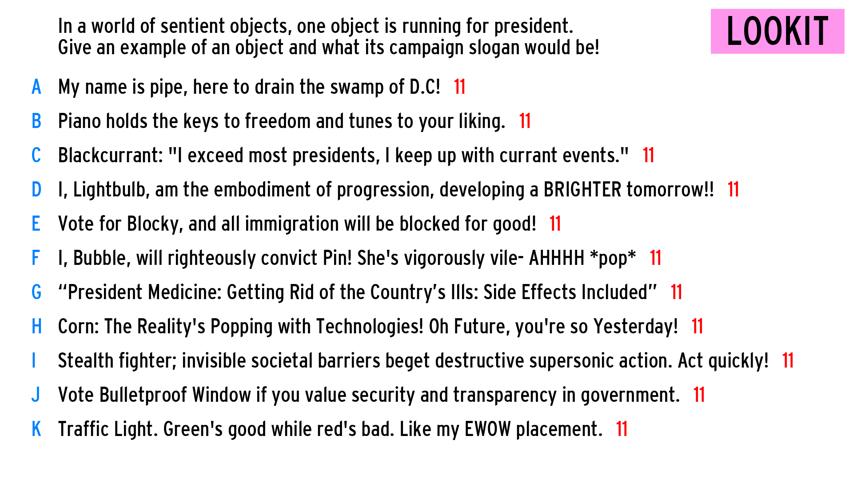 In a world of sentient objects, one object is running for president.
Give an example of an object and what its campaign slogan would be!
LOOKIT
A My name is pipe, here to drain the swamp of D.C! 11
B Piano holds the keys to freedom and tunes to your liking. 11
C Blackcurrant: "I exceed most presidents, I keep up with currant events." 11
D I, Lightbulb, am the embodiment of progression, developing a BRIGHTER tomorrow!! 11
E Vote for Blocky, and all immigration will be blocked for good! 11
F I, Bubble, will righteously convict Pin! She's vigorously vile- AHHHH *pop* 11
G “President Medicine: Getting Rid of the Country’s Ills: Side Effects Included” 11
H Corn: The Reality's Popping with Technologies! Oh Future, you're so Yesterday! 11
I Stealth fighter; invisible societal barriers beget destructive supersonic action. Act quickly! 11
J Vote Bulletproof Window if you value security and transparency in government. 11
K Traffic Light. Green's good while red's bad. Like my EWOW placement. 11